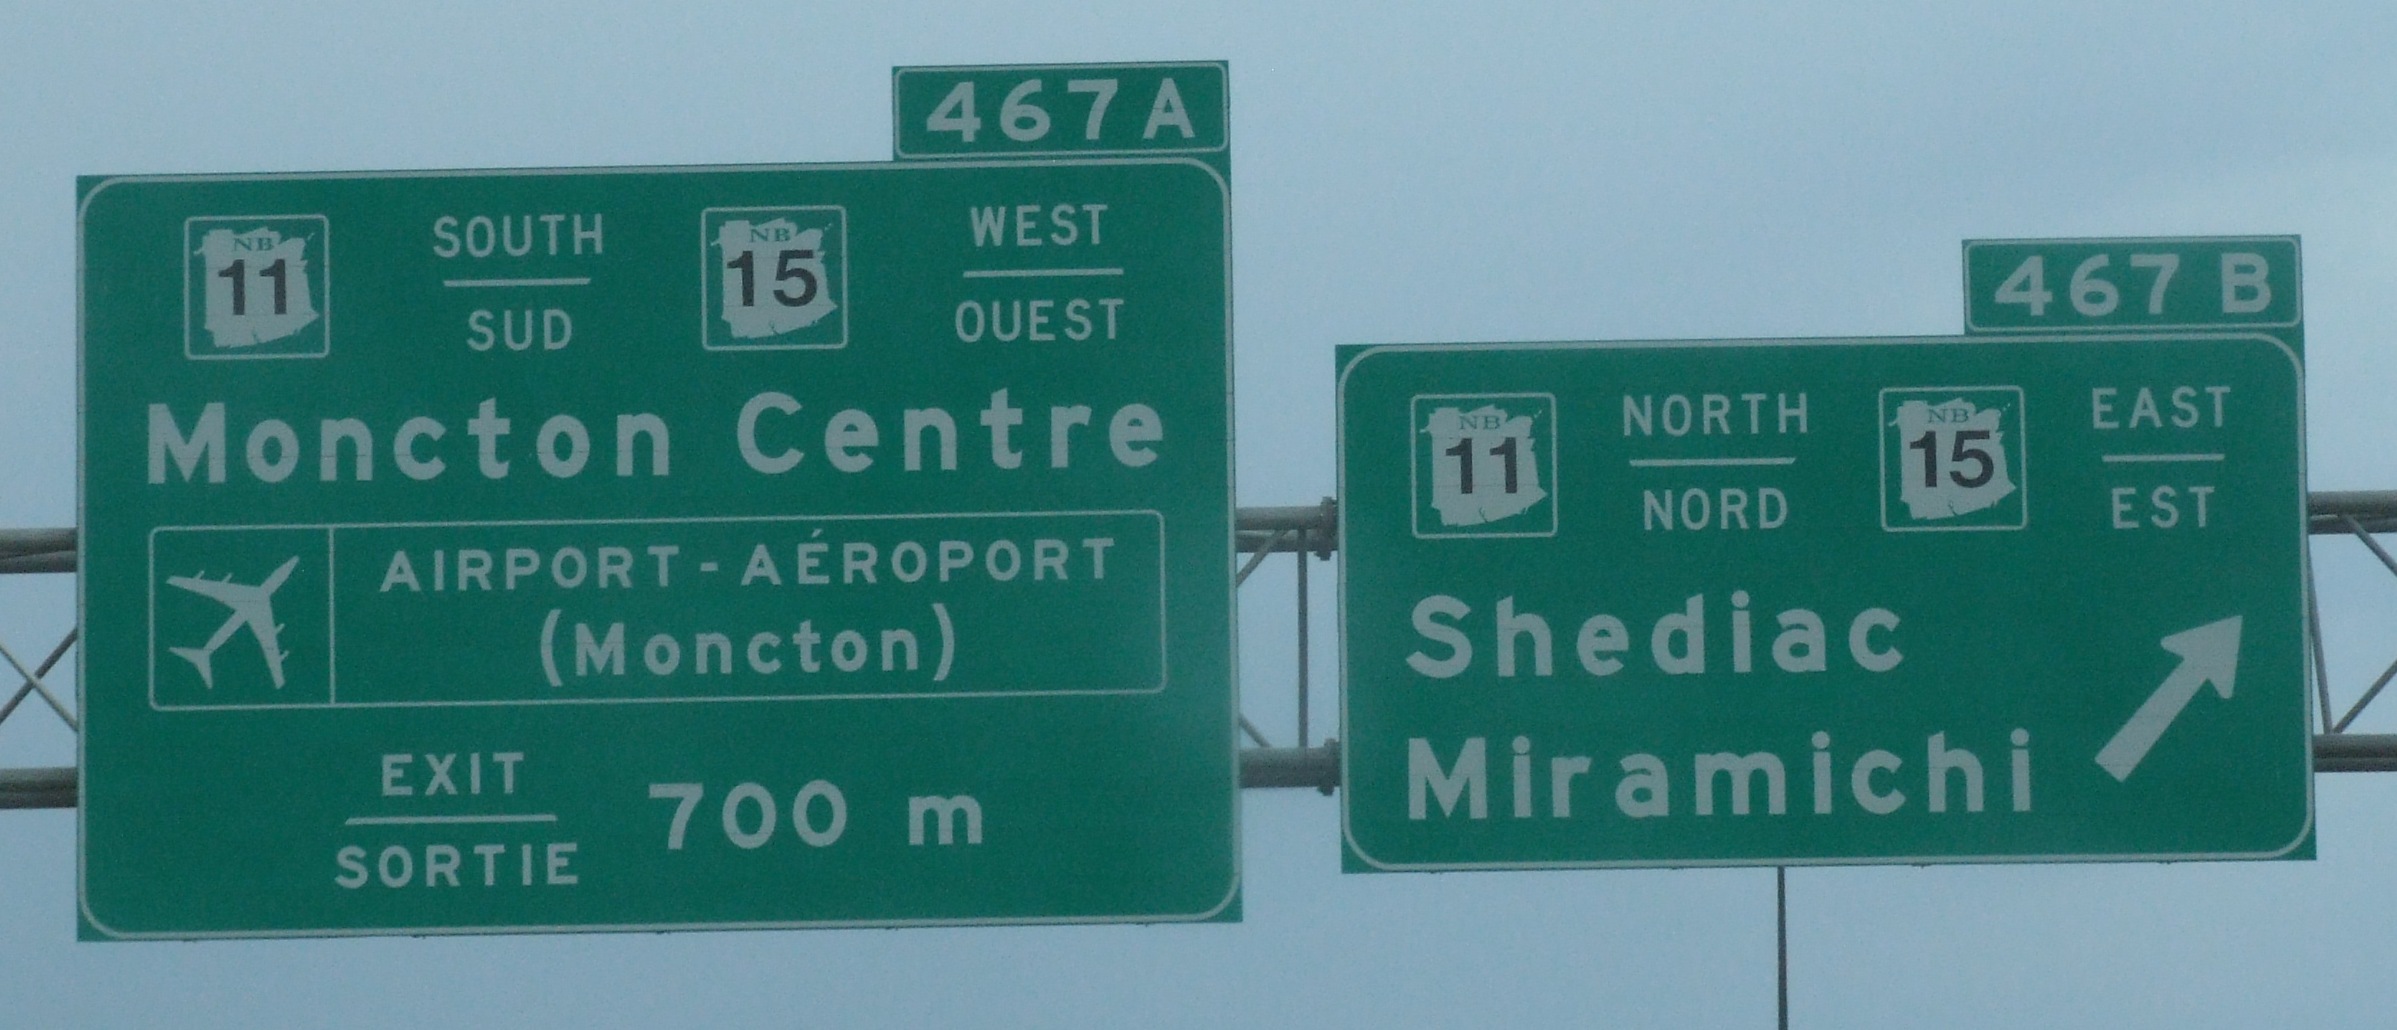 467 A
NB 11 SOUTH NB 15 WEST
SUD OUEST
Moncton Centre
AIRPORT - AÉROPORT
(Moncton)
EXIT 700 m
SORTIE
467 B
NB 11 NORTH NB 15 EAST
NORD EST
Shediac
Miramichi